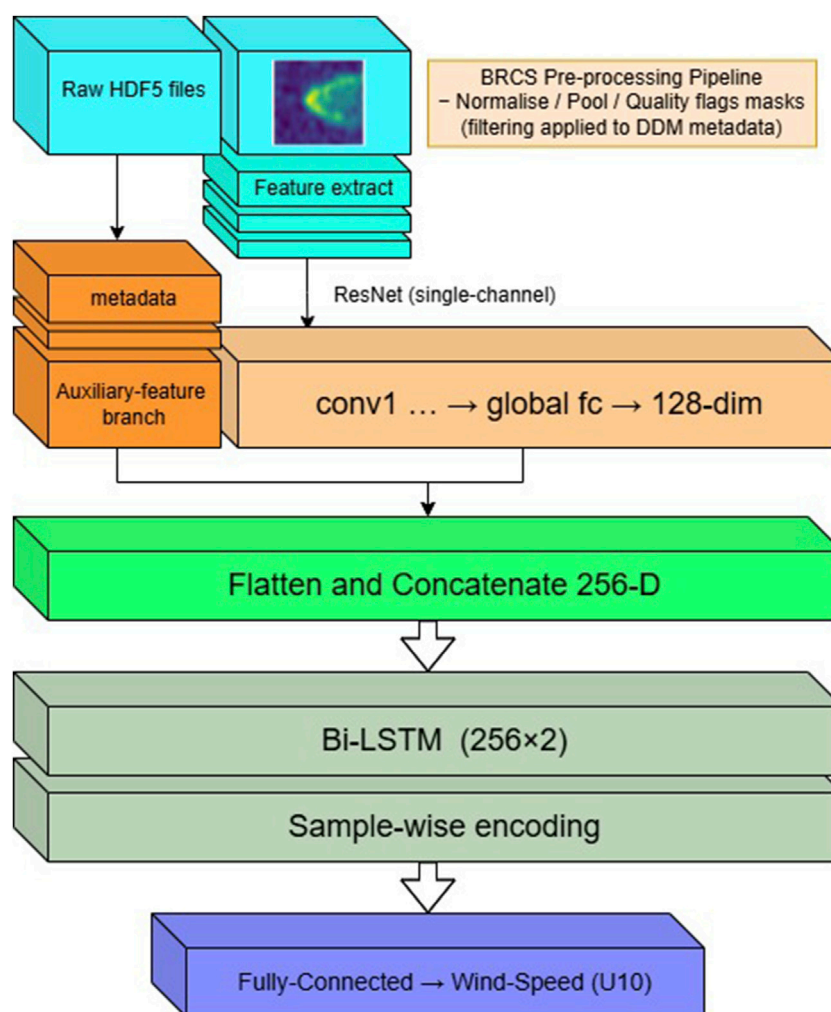 Raw HDF5 files
BRCS Pre-processing Pipeline
– Normalise / Pool / Quality flags masks
(filtering applied to DDM metadata)
Feature extract
metadata
ResNet (single-channel)
Auxiliary-feature
branch
conv1 ... → global fc → 128-dim
Flatten and Concatenate 256-D
Bi-LSTM (256×2)
Sample-wise encoding
Fully-Connected → Wind-Speed (U10)